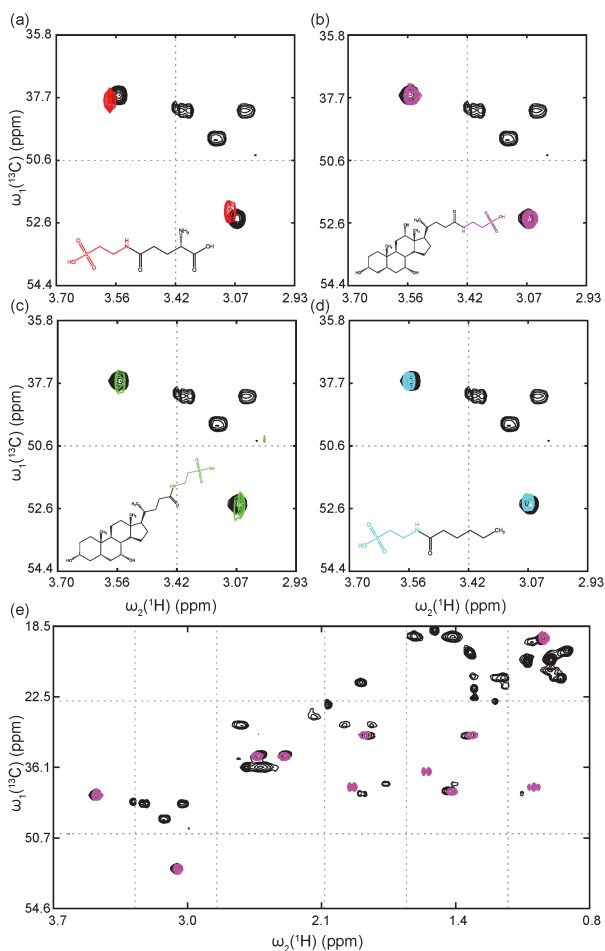 (a)
35.8
37.7
50.6
52.6
54.4
3.70 3.56 3.42 3.07 2.93
ω₁(¹³C) (ppm)
O
O
S
HO
H
N
O
NH₂
O
OH
(b)
35.8
37.7
50.6
52.6
54.4
3.70 3.56 3.42 3.07 2.93
(c)
35.8
37.7
50.6
52.6
54.4
3.70 3.56 3.42 3.07 2.93
ω₁(¹³C) (ppm)
ω₂(¹H) (ppm)
(d)
35.8
37.7
50.6
52.6
54.4
3.70 3.56 3.42 3.07 2.93
ω₂(¹H) (ppm)
O
O
S
HO
H
N
O
CH₃
(e)
18.5
22.5
36.1
50.7
54.6
3.7 3.0 2.1 1.4 0.8
ω₁(¹³C) (ppm)
ω₂(¹H) (ppm)